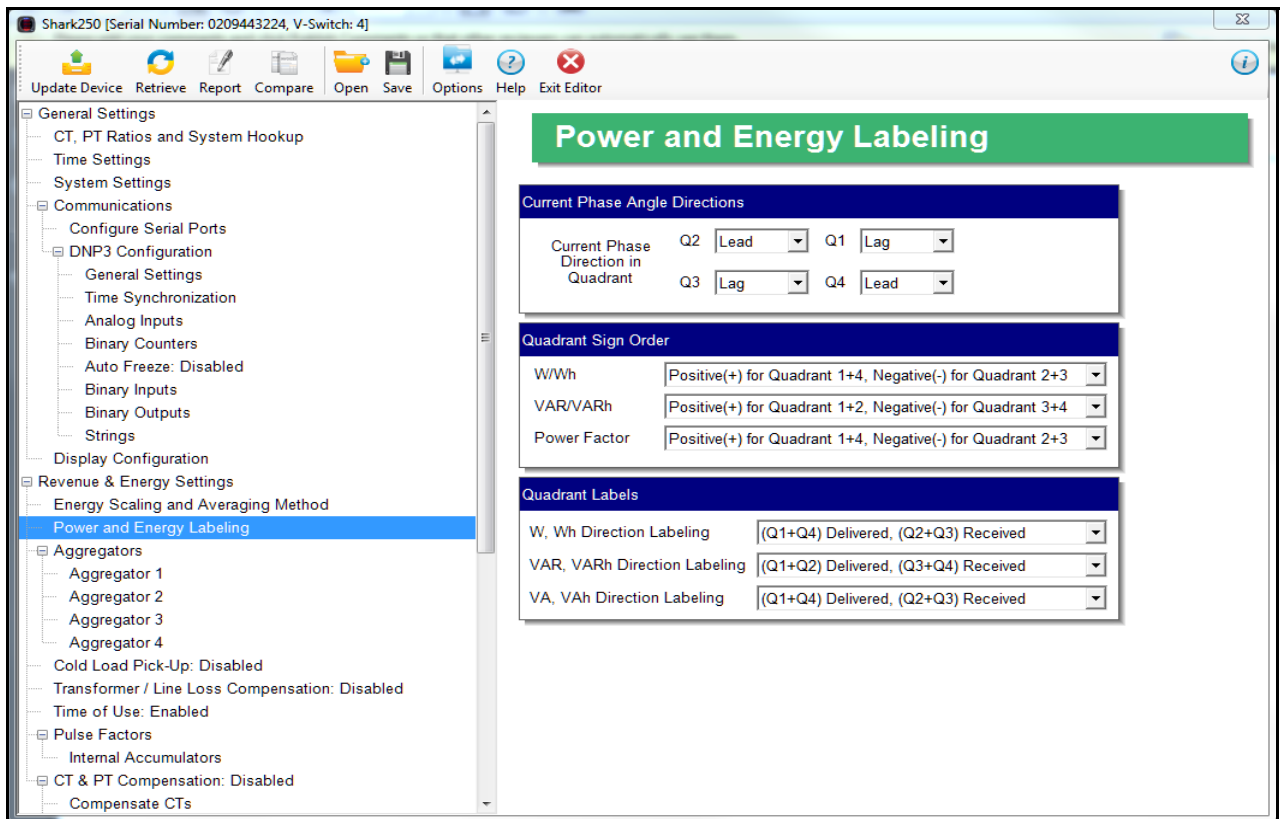 Shark250 [Serial Number: 0209443224, V-Switch: 4]
Update Device Retrieve Report Compare Open Save Options Help Exit Editor
General Settings
CT, PT Ratios and System Hookup
Time Settings
System Settings
Communications
Configure Serial Ports
DNP3 Configuration
General Settings
Time Synchronization
Analog Inputs
Binary Counters
Auto Freeze: Disabled
Binary Inputs
Binary Outputs
Strings
Display Configuration
Revenue & Energy Settings
Energy Scaling and Averaging Method
Power and Energy Labeling
Aggregators
Aggregator 1
Aggregator 2
Aggregator 3
Aggregator 4
Cold Load Pick-Up: Disabled
Transformer / Line Loss Compensation: Disabled
Time of Use: Enabled
Pulse Factors
Internal Accumulators
CT & PT Compensation: Disabled
Compensate CTs
Power and Energy Labeling
Current Phase Angle Directions
Current Phase
Direction in
Quadrant
Q2 Lead Q1 Lag
Q3 Lag Q4 Lead
Quadrant Sign Order
W/Wh Positive(+) for Quadrant 1+4, Negative(-) for Quadrant 2+3
VAR/VARh Positive(+) for Quadrant 1+2, Negative(-) for Quadrant 3+4
Power Factor Positive(+) for Quadrant 1+4, Negative(-) for Quadrant 2+3
Quadrant Labels
W, Wh Direction Labeling (Q1+Q4) Delivered, (Q2+Q3) Received
VAR, VARh Direction Labeling (Q1+Q2) Delivered, (Q3+Q4) Received
VA, VAh Direction Labeling (Q1+Q4) Delivered, (Q2+Q3) Received